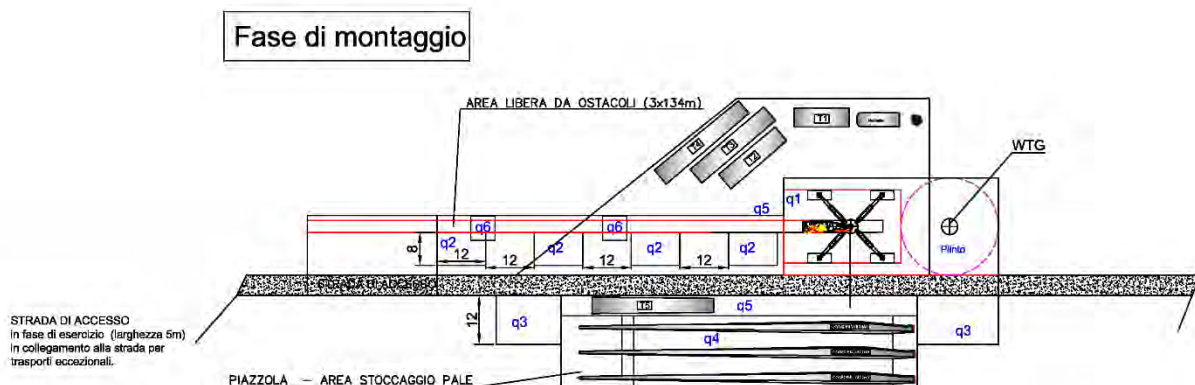 Fase di montaggio
AREA LIBERA DA OSTACOLI (3x134m)
T1
T4
T3
T2
WTG
q5
q1
q6
q6
q2
q2
q2
q2
Plinto
8
12
12
12
12
STRADA DI ACCESSO
T5
q5
12
q3
q3
q4
STRADA DI ACCESSO
in fase di esercizio (larghezza 5m)
in collegamento alla strada per
trasporti eccezionali.
PIAZZOLA – AREA STOCCAGGIO PALE